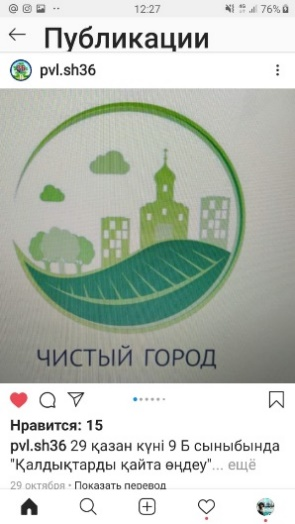 12:27
76%
Публикации
pvl.sh36
ЧИСТЫЙ ГОРОД
Нравится: 15
pvl.sh36 29 қазан күні 9 Б сыныбында
"Қалдықтарды қайта өңдеу"... ещё
29 октября • Показать перевод